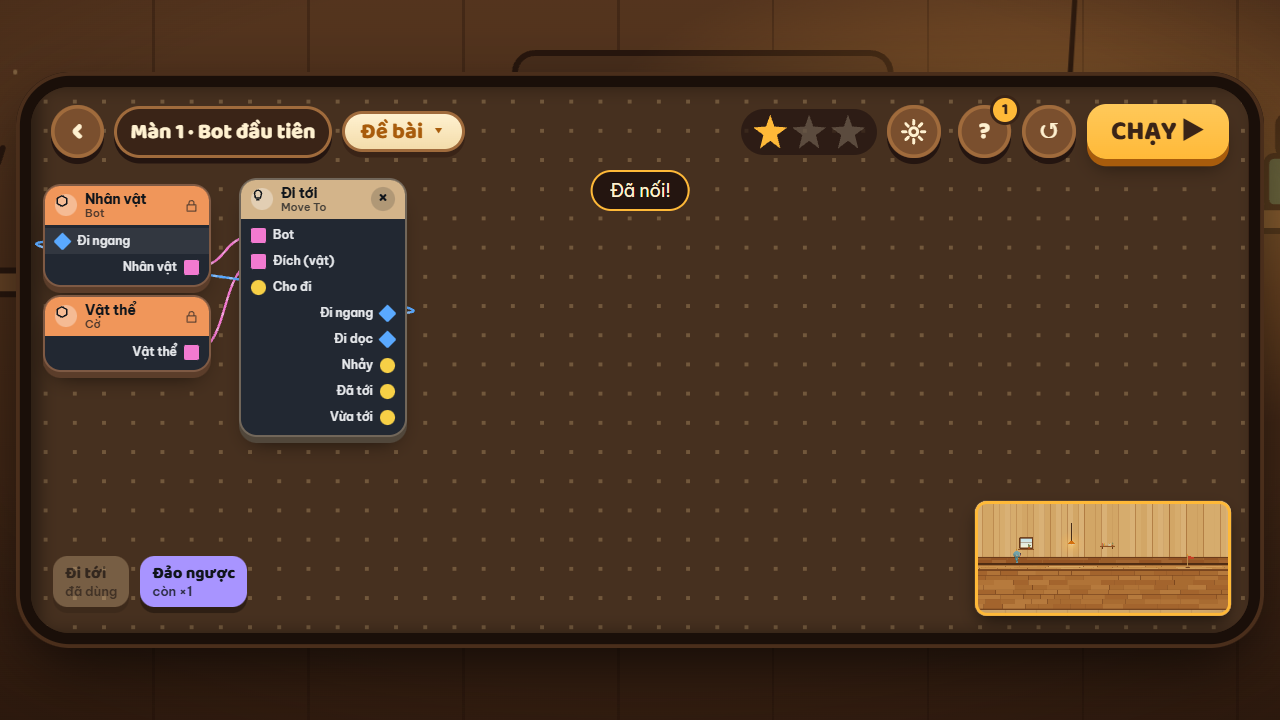 Màn 1 · Bot đầu tiên
Đề bài
?
1
CHẠY
Đã nối!
Nhân vật
Bot
Đi ngang
Nhân vật
Vật thể
Cờ
Vật thể
Đi tới
Move To
Bot
Đích (vật)
Cho đi
Đi ngang
Đi dọc
Nhảy
Đã tới
Vừa tới
Đi tới
đã dùng
Đảo ngược
còn ×1